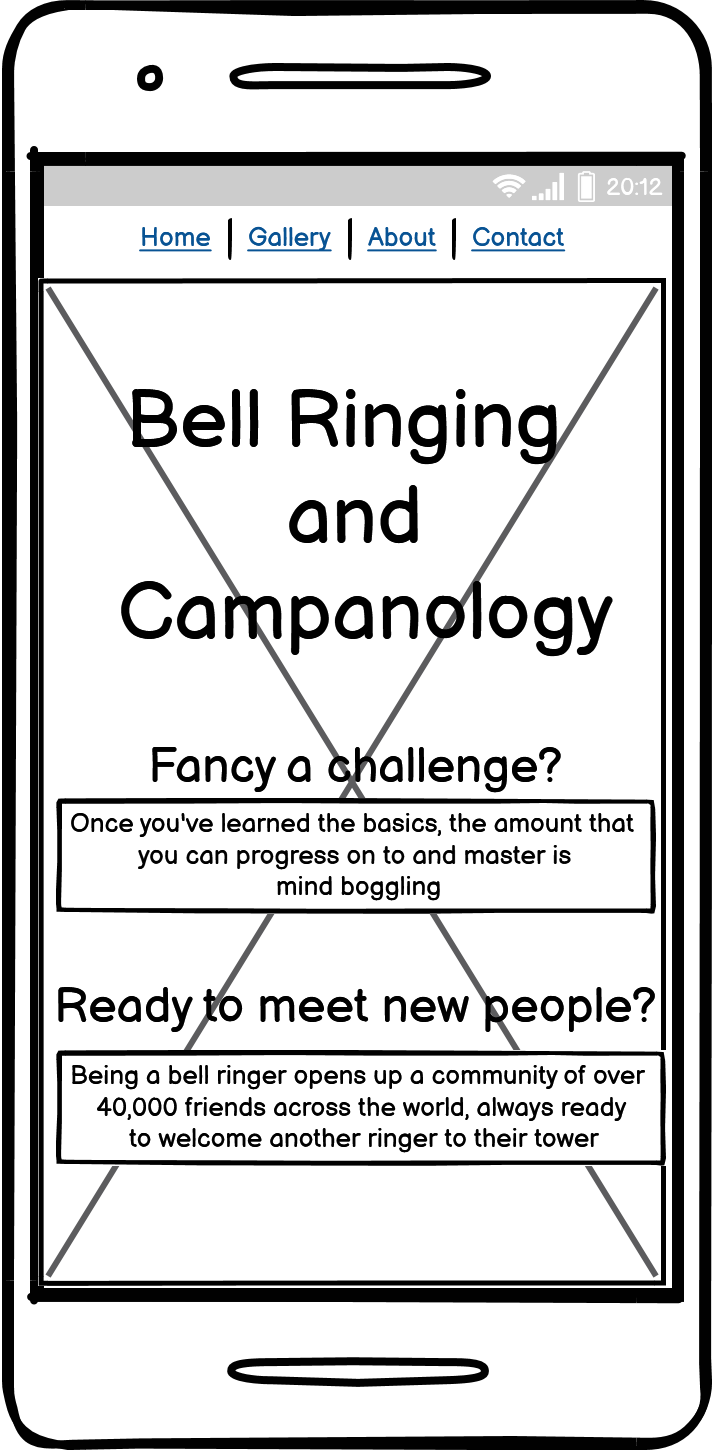 20:12
Home | Gallery | About | Contact
Bell Ringing
and
Campanology
Fancy a challenge?
Once you've learned the basics, the amount that
you can progress on to and master is
mind boggling
Ready to meet new people?
Being a bell ringer opens up a community of over
40,000 friends across the world, always ready
to welcome another ringer to their tower